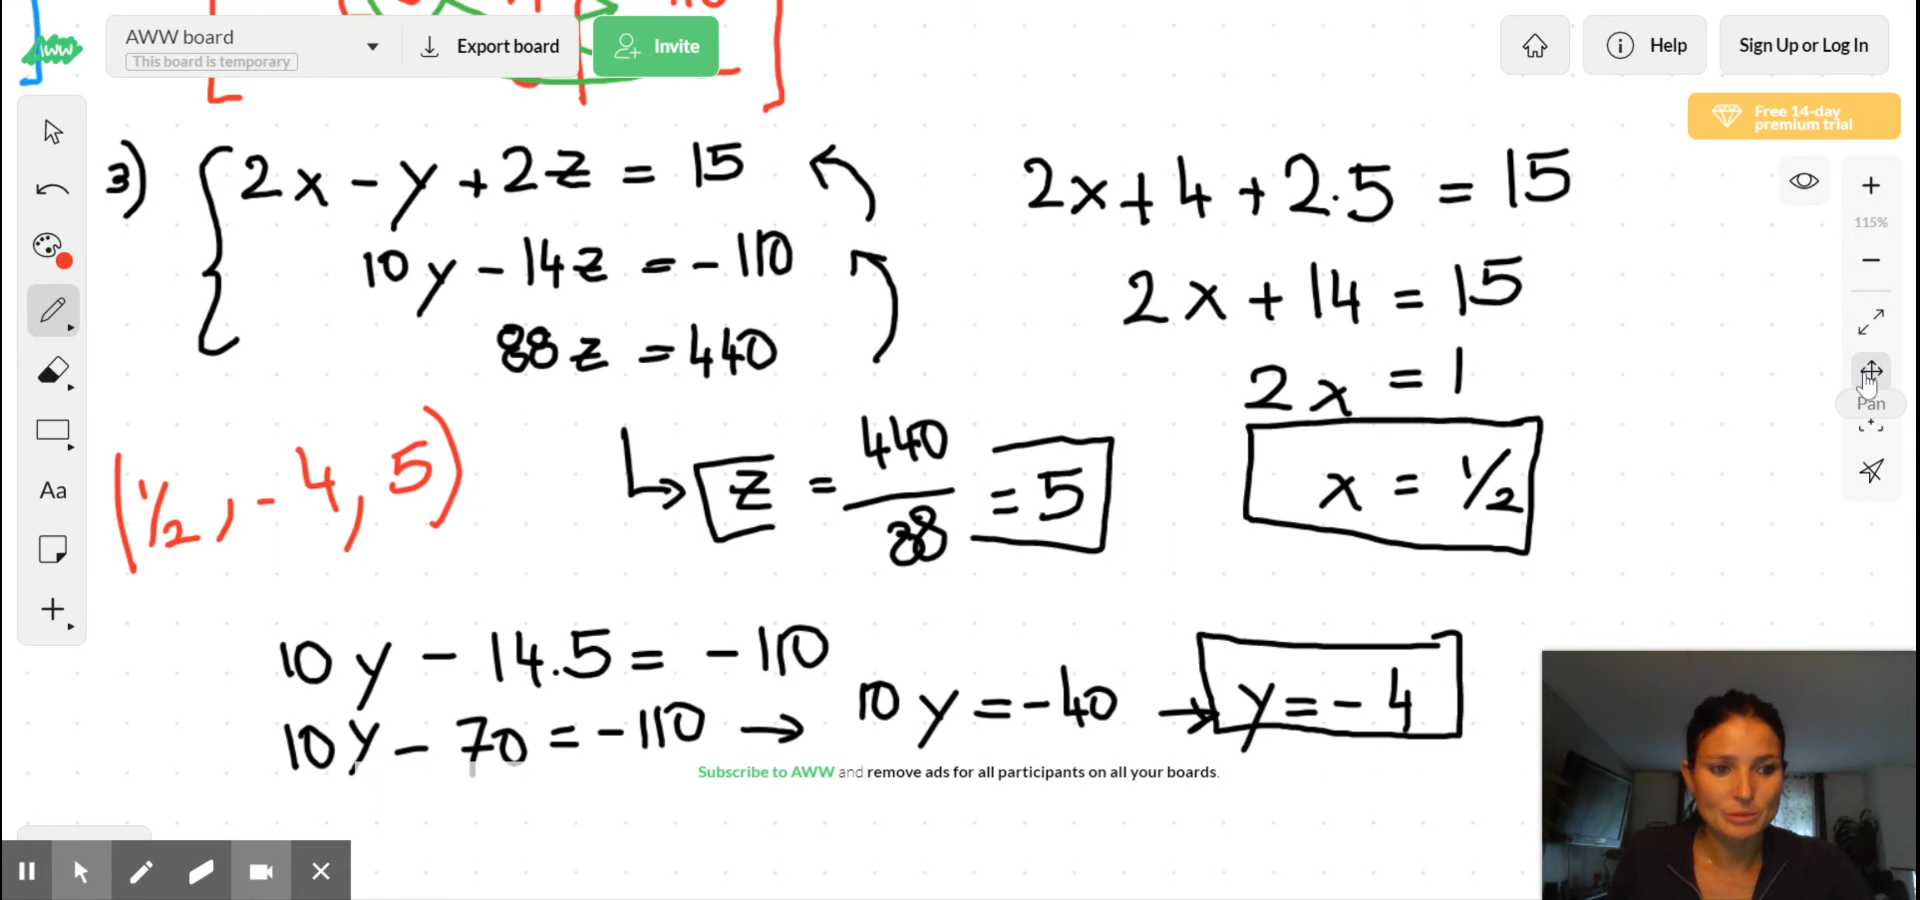 110
AWW board
This board is temporary
Export board
Invite
Help
Sign Up or Log In
AWW
Free 14-day
premium trial
3) 2x - y + 2z = 15
10y - 14z = - 110
88z = 440
2x + 4 + 2.5 = 15
2x + 14 = 15
2x = 1
x = 1/2
z = 440/88 = 5
(1/2, - 4, 5)
10y - 14.5 = - 110
10y - 70 = - 110 → 10y = - 40 → y = - 4
115%
Pan
Aa
Subscribe to AWW and remove ads for all participants on all your boards.